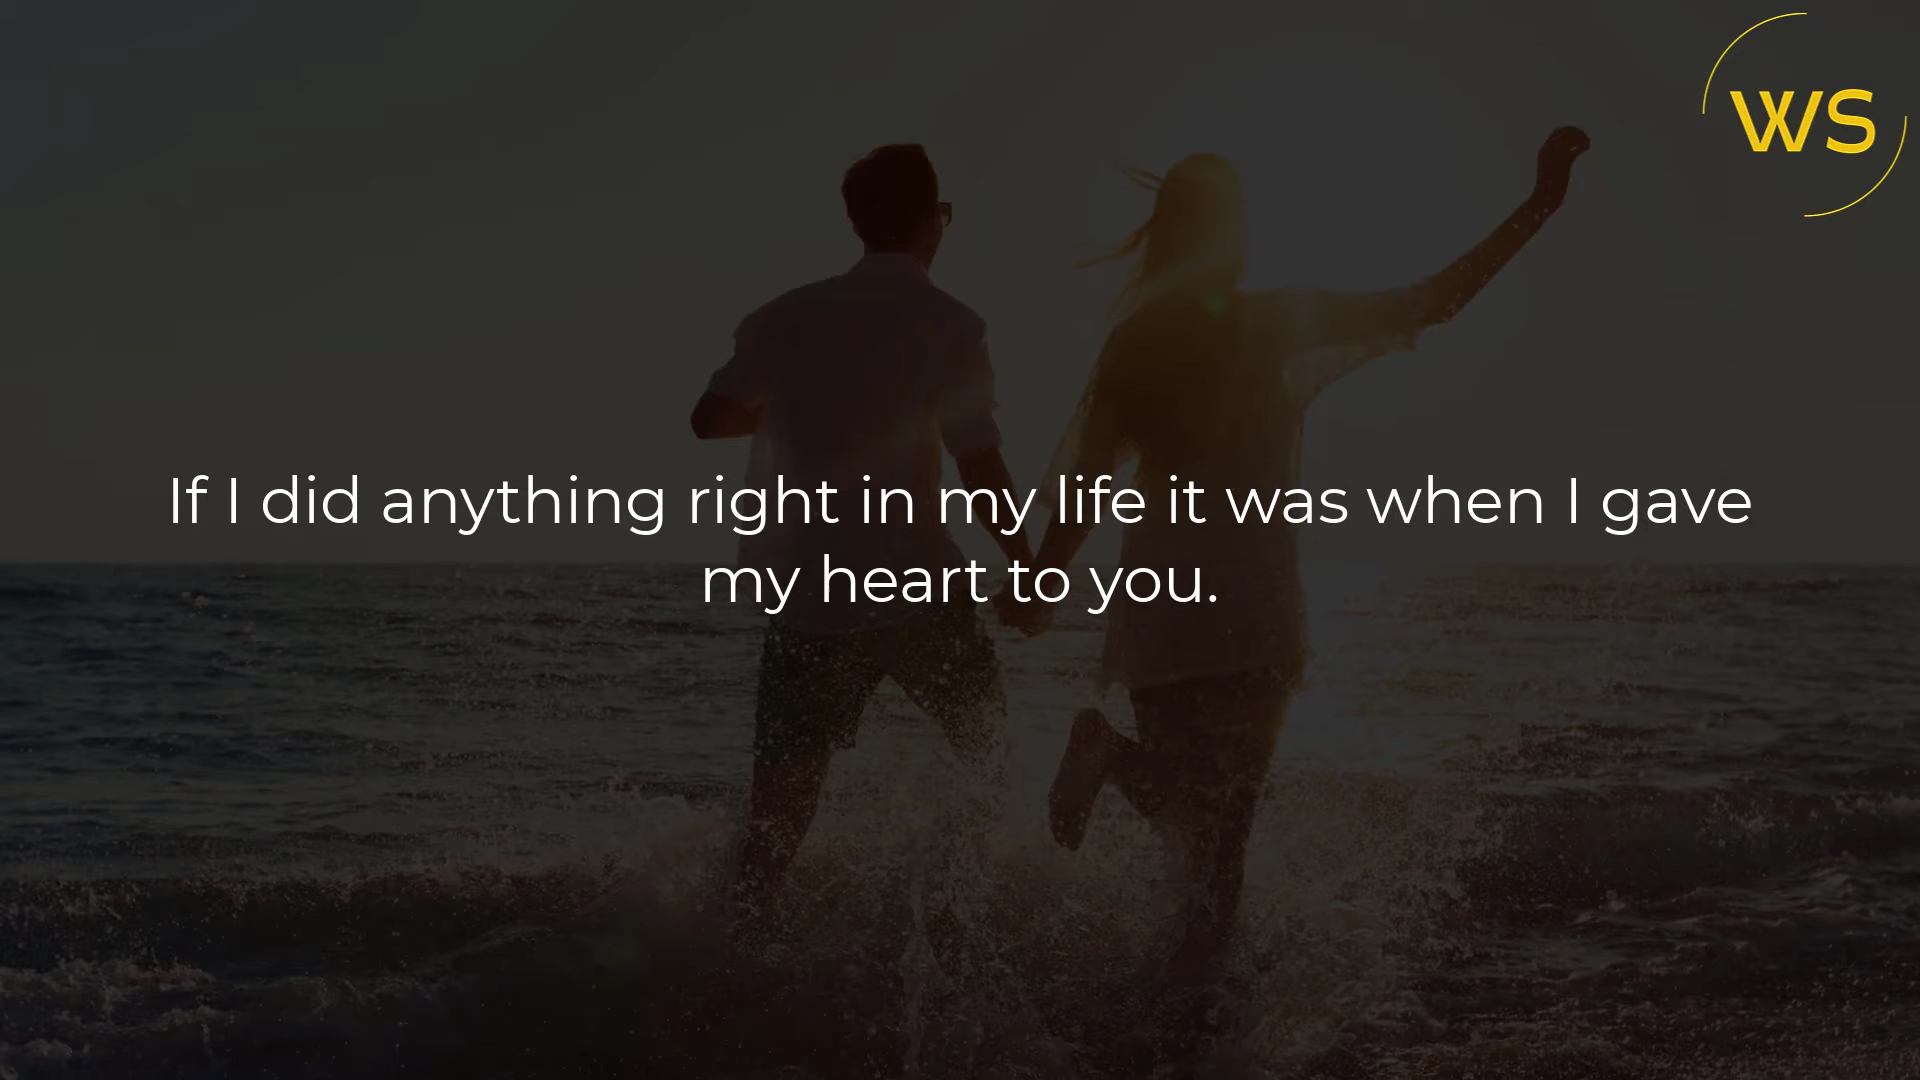 WS
If I did anything right in my life it was when I gave
my heart to you.